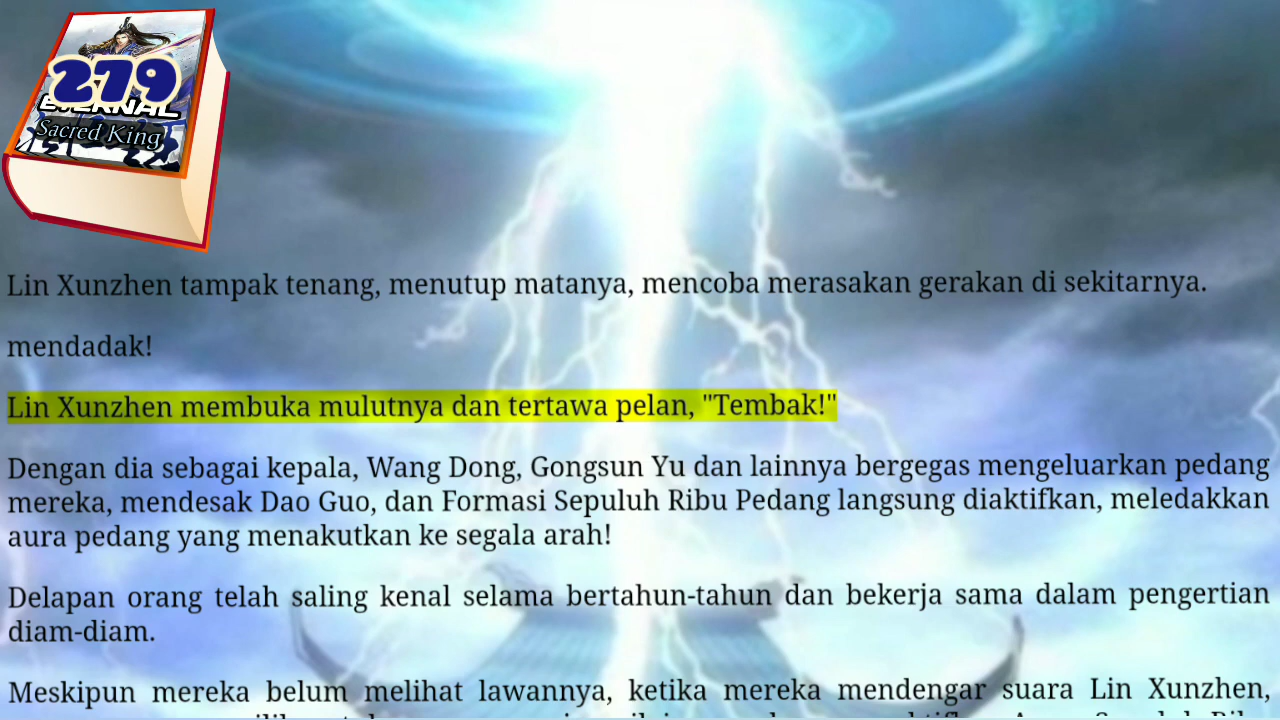 279
ETERNAL
Sacred King
Lin Xunzhen tampak tenang, menutup matanya, mencoba merasakan gerakan di sekitarnya.
mendadak!
Lin Xunzhen membuka mulutnya dan tertawa pelan, "Tembak!"
Dengan dia sebagai kepala, Wang Dong, Gongsun Yu dan lainnya bergegas mengeluarkan pedang
mereka, mendesak Dao Guo, dan Formasi Sepuluh Ribu Pedang langsung diaktifkan, meledakkan
aura pedang yang menakutkan ke segala arah!
Delapan orang telah saling kenal selama bertahun-tahun dan bekerja sama dalam pengertian
diam-diam.
Meskipun mereka belum melihat lawannya, ketika mereka mendengar suara Lin Xunzhen,